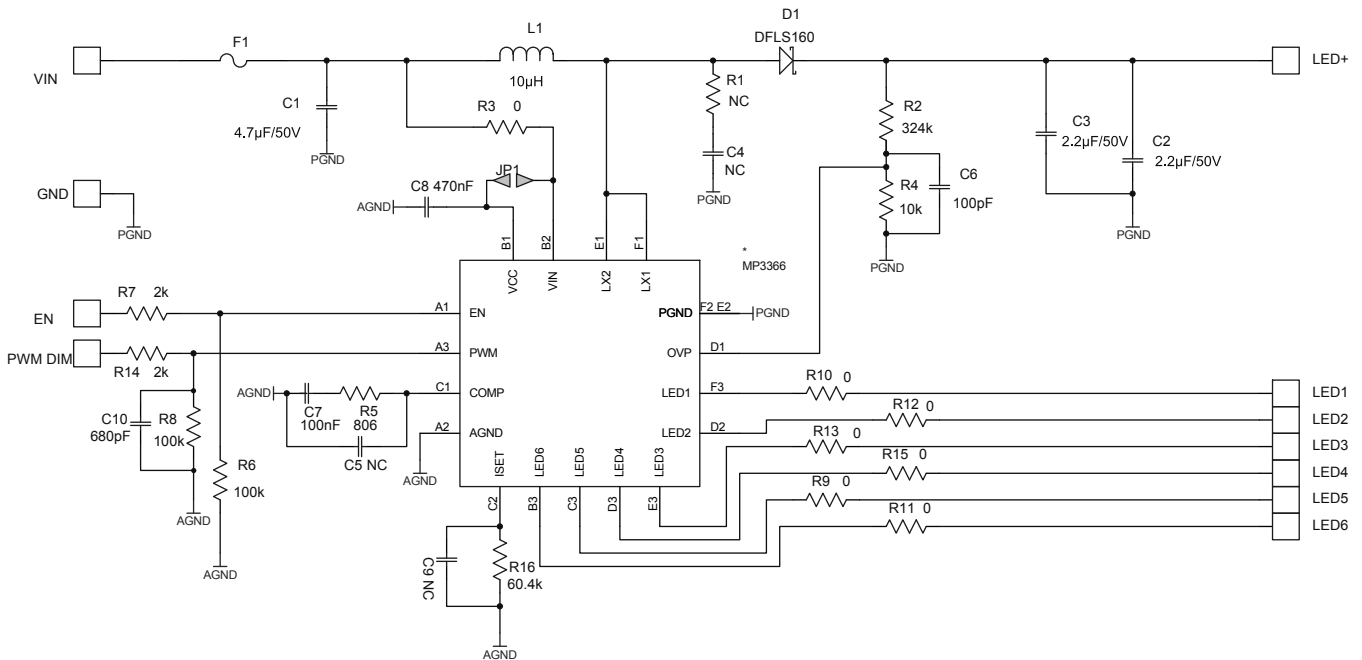 VIN
F1
L1
10µH
D1
DFLS160
LED+
C1
4.7µF/50V
PGND
R3 0
R1
NC
C4
NC
PGND
R2
324k
C3
2.2µF/50V
C2
2.2µF/50V
PGND
GND
PGND
JP1
C8 470nF
AGND
R4
10k
C6
100pF
PGND
B1
B2
E1
F1
*
MP3366
VCC
VIN
LX2
LX1
EN
R7 2k
A1
EN
PGND
F2 E2
PGND
PWM DIM
R14 2k
A3
PWM
OVP
D1
AGND
C7
100nF
R5
806
C5 NC
C1
COMP
LED1
F3
R10 0
LED1
C10
680pF
R8
100k
AGND
A2
AGND
AGND
LED2
D2
R12 0
LED2
R13 0
LED3
R6
100k
AGND
ISET
LED6
LED5
LED4
LED3
R15 0
LED4
C2
B3
C3
D3
E3
R9 0
LED5
R11 0
LED6
C9 NC
R16
60.4k
AGND